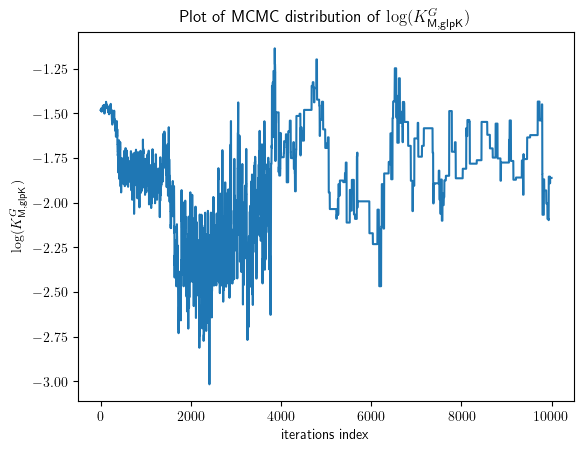 Plot of MCMC distribution of log(K^G_M,glpK)
−1.25
−1.50
−1.75
−2.00
−2.25
−2.50
−2.75
−3.00
log(K^G_M,glpK)
0 2000 4000 6000 8000 10000
iterations index